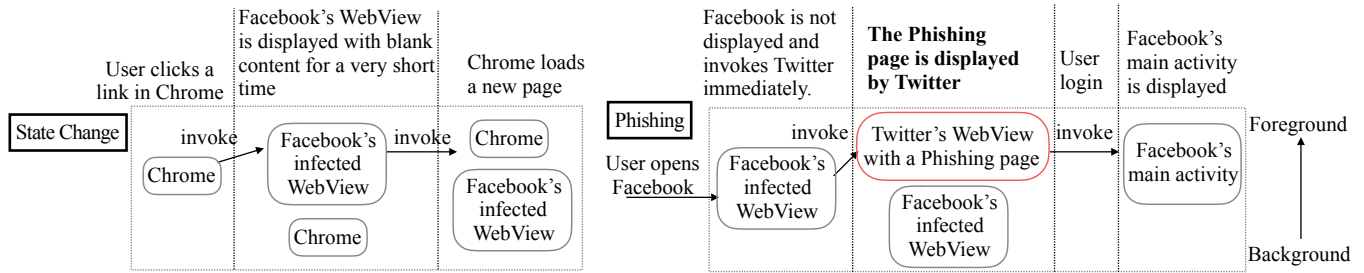 State Change
User clicks a
link in Chrome
Facebook's WebView
is displayed with blank
content for a very short
time
Chrome loads
a new page
invoke
Chrome
Facebook's
infected
WebView
Chrome
invoke
Chrome
Facebook's
infected
WebView
Phishing
User opens
Facebook
Facebook is not
displayed and
invokes Twitter
immediately.
The Phishing
page is displayed
by Twitter
User
login
Facebook's
main activity
is displayed
Facebook's
infected
WebView
invoke
Twitter's WebView
with a Phishing page
Facebook's
infected
WebView
invoke
Facebook's
main activity
Foreground
Background